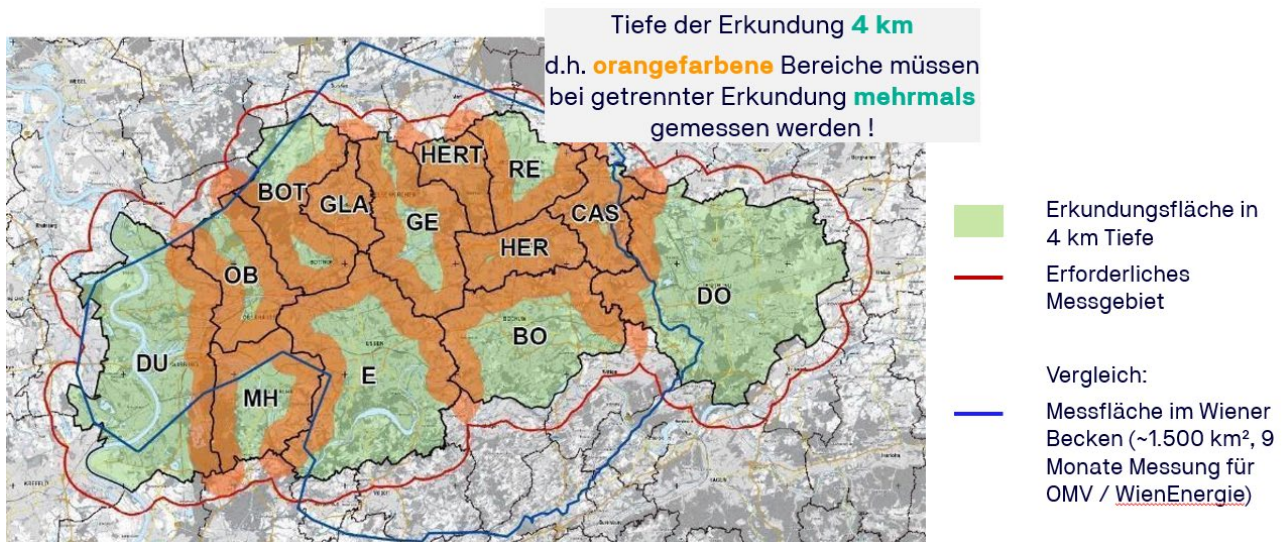 Tiefe der Erkundung 4 km
d.h. orangefarbene Bereiche müssen
bei getrennter Erkundung mehrmals
gemessen werden !
HERT
RE
BOT
GLA
GE
CAS
HER
OB
DO
BO
DU
E
MH
Erkundungsfläche in
4 km Tiefe
Erforderliches
Messgebiet
Vergleich:
Messfläche im Wiener
Becken (~1.500 km², 9
Monate Messung für
OMV / WienEnergie)